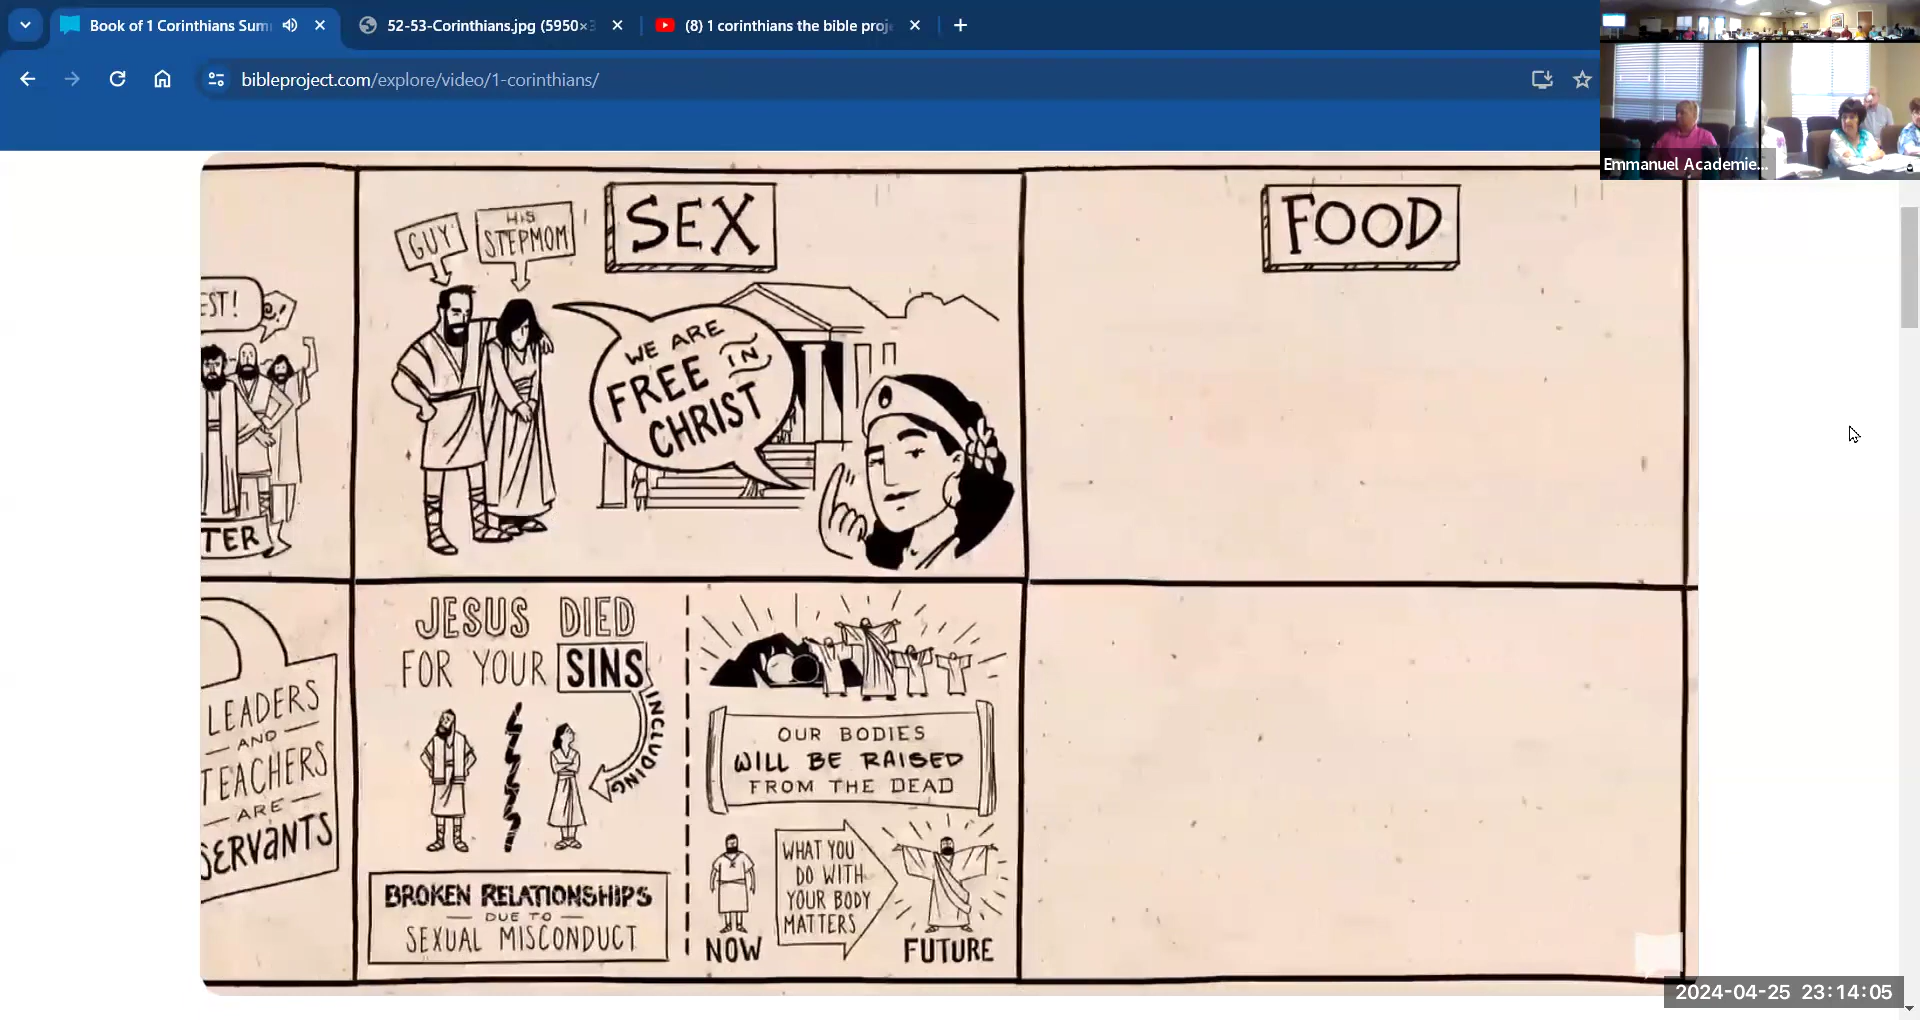 Book of 1 Corinthians Sum
52-53-Corinthians.jpg (5950×
(8) 1 corinthians the bible proj
bibleproject.com/explore/video/1-corinthians/
Emmanuel Academie...
GUY
HIS
STEPMOM
SEX
FOOD
EST!
WE ARE
FREE IN
CHRIST
TER
LEADERS
AND
TEACHERS
ARE
SERVANTS
JESUS DIED
FOR YOUR SINS
INCLUDING
BROKEN RELATIONSHIPS
DUE TO
SEXUAL MISCONDUCT
OUR BODIES
WILL BE RAISED
FROM THE DEAD
WHAT YOU
DO WITH
YOUR BODY
MATTERS
NOW
FUTURE
2024-04-25 23:14:05